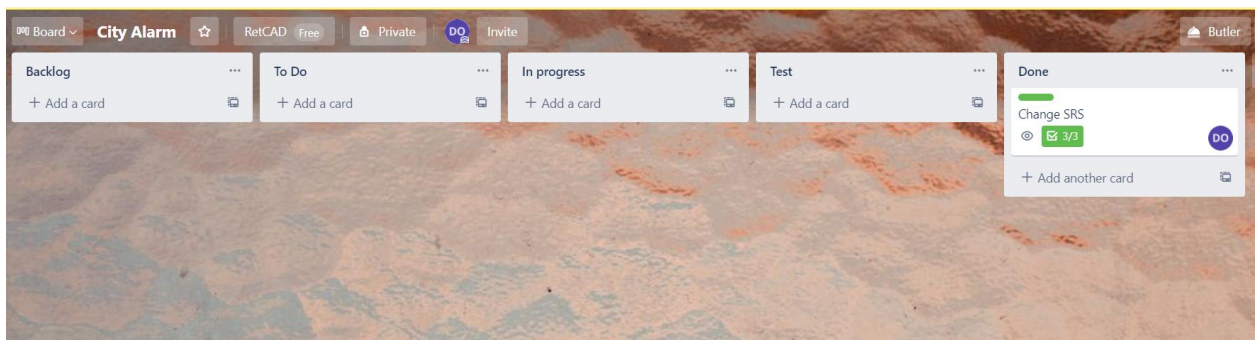 Board City Alarm RetCAD Free Private DO Invite Butler
Backlog
+ Add a card
To Do
+ Add a card
In progress
+ Add a card
Test
+ Add a card
Done
Change SRS
3/3 DO
+ Add another card